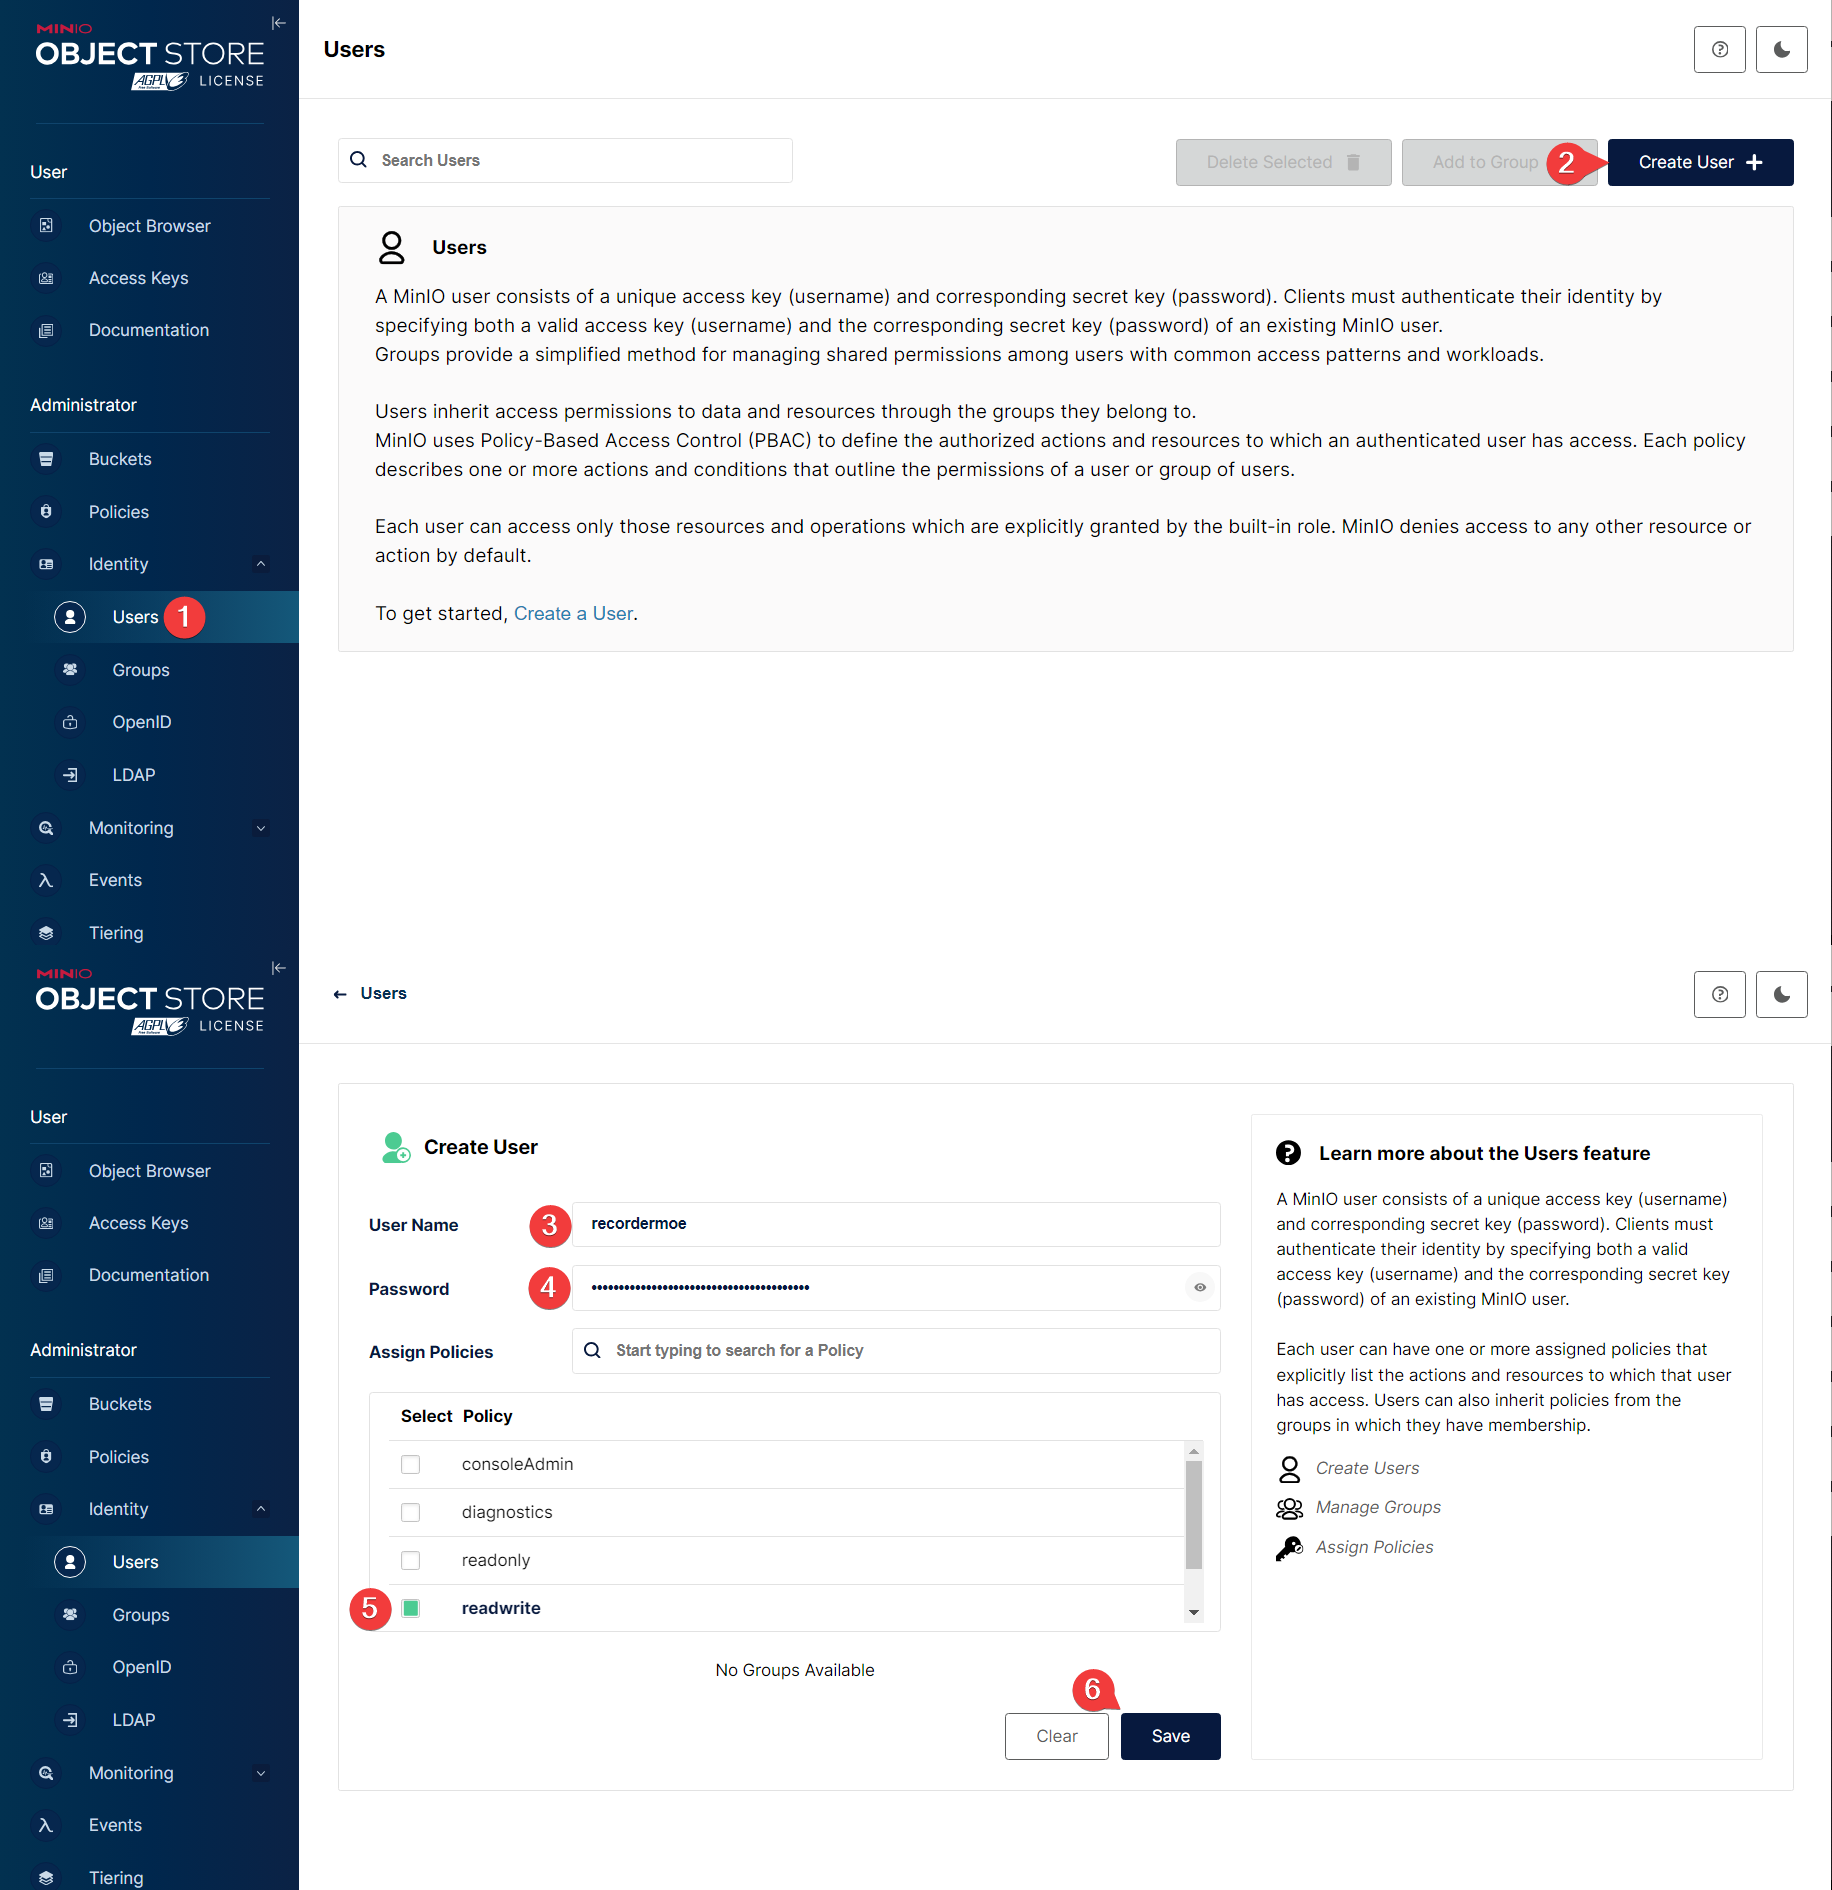 MINIO
OBJECT STORE
AGPLv3 LICENSE
User
Object Browser
Access Keys
Documentation
Administrator
Buckets
Policies
Identity
Users 1
Groups
OpenID
LDAP
Monitoring
Events
Tiering
Users
Search Users
Delete Selected
Add to Group
2
Create User
Users
A MinIO user consists of a unique access key (username) and corresponding secret key (password). Clients must authenticate their identity by
specifying both a valid access key (username) and the corresponding secret key (password) of an existing MinIO user.
Groups provide a simplified method for managing shared permissions among users with common access patterns and workloads.
Users inherit access permissions to data and resources through the groups they belong to.
MinIO uses Policy-Based Access Control (PBAC) to define the authorized actions and resources to which an authenticated user has access. Each policy
describes one or more actions and conditions that outline the permissions of a user or group of users.
Each user can access only those resources and operations which are explicitly granted by the built-in role. MinIO denies access to any other resource or
action by default.
To get started, Create a User.
MINIO
OBJECT STORE
AGPLv3 LICENSE
User
Object Browser
Access Keys
Documentation
Administrator
Buckets
Policies
Identity
Users
Groups
OpenID
LDAP
Monitoring
Events
Tiering
Users
Create User
User Name 3 recordermoe
Password 4
Assign Policies Start typing to search for a Policy
Select Policy
consoleAdmin
diagnostics
readonly
5 readwrite
No Groups Available
6
Clear Save
Learn more about the Users feature
A MinIO user consists of a unique access key (username)
and corresponding secret key (password). Clients must
authenticate their identity by specifying both a valid
access key (username) and the corresponding secret key
(password) of an existing MinIO user.
Each user can have one or more assigned policies that
explicitly list the actions and resources to which that user
has access. Users can also inherit policies from the
groups in which they have membership.
Create Users
Manage Groups
Assign Policies